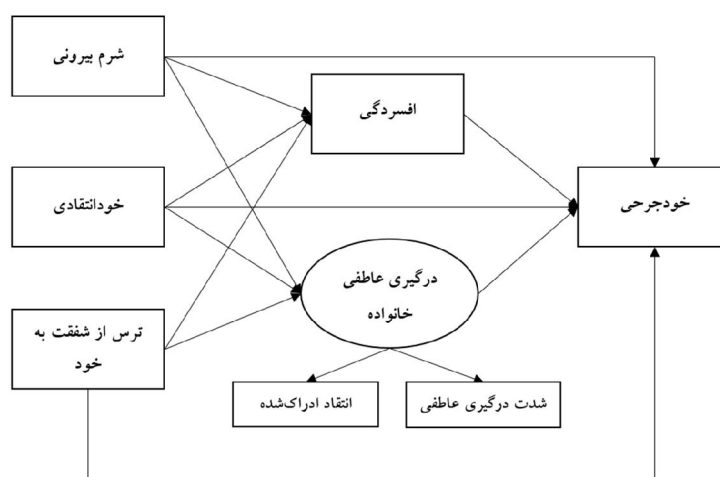 شرم بیرونی
افسردگی
خودانتقادی
خودجرحی
درگیری عاطفی
خانواده
ترس از شفقت به
خود
شدت درگیری عاطفی
انتقاد ادراک‌شده